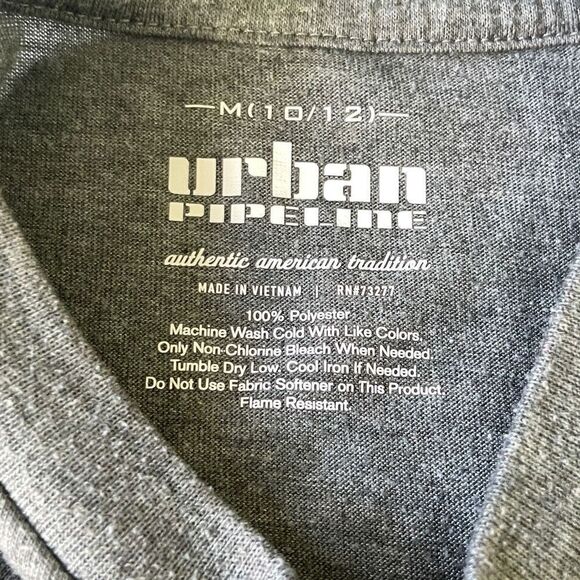 M(10/12)
urban
PIPELINE
authentic american tradition
MADE IN VIETNAM | RN#73277
100% Polyester
Machine Wash Cold With Like Colors.
Only Non-Chlorine Bleach When Needed.
Tumble Dry Low. Cool Iron If Needed.
Do Not Use Fabric Softener on This Product.
Flame Resistant.